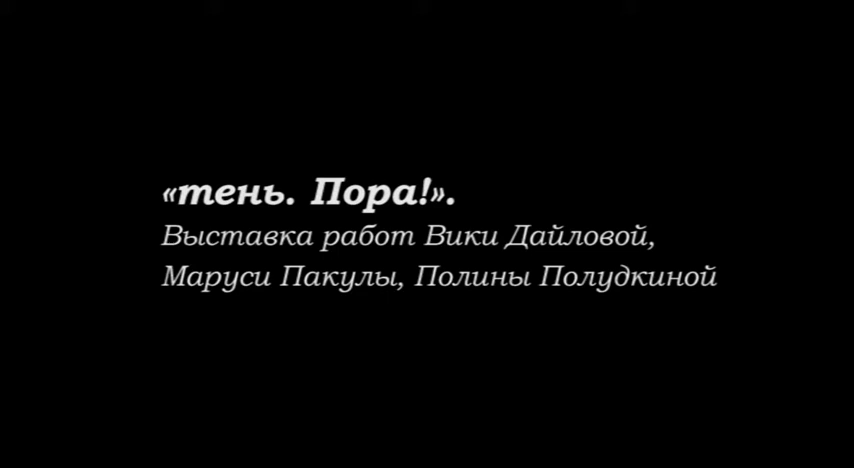 «тень. Пора!».
Выставка работ Вики Дайловой,
Маруси Пакулы, Полины Полудкиной